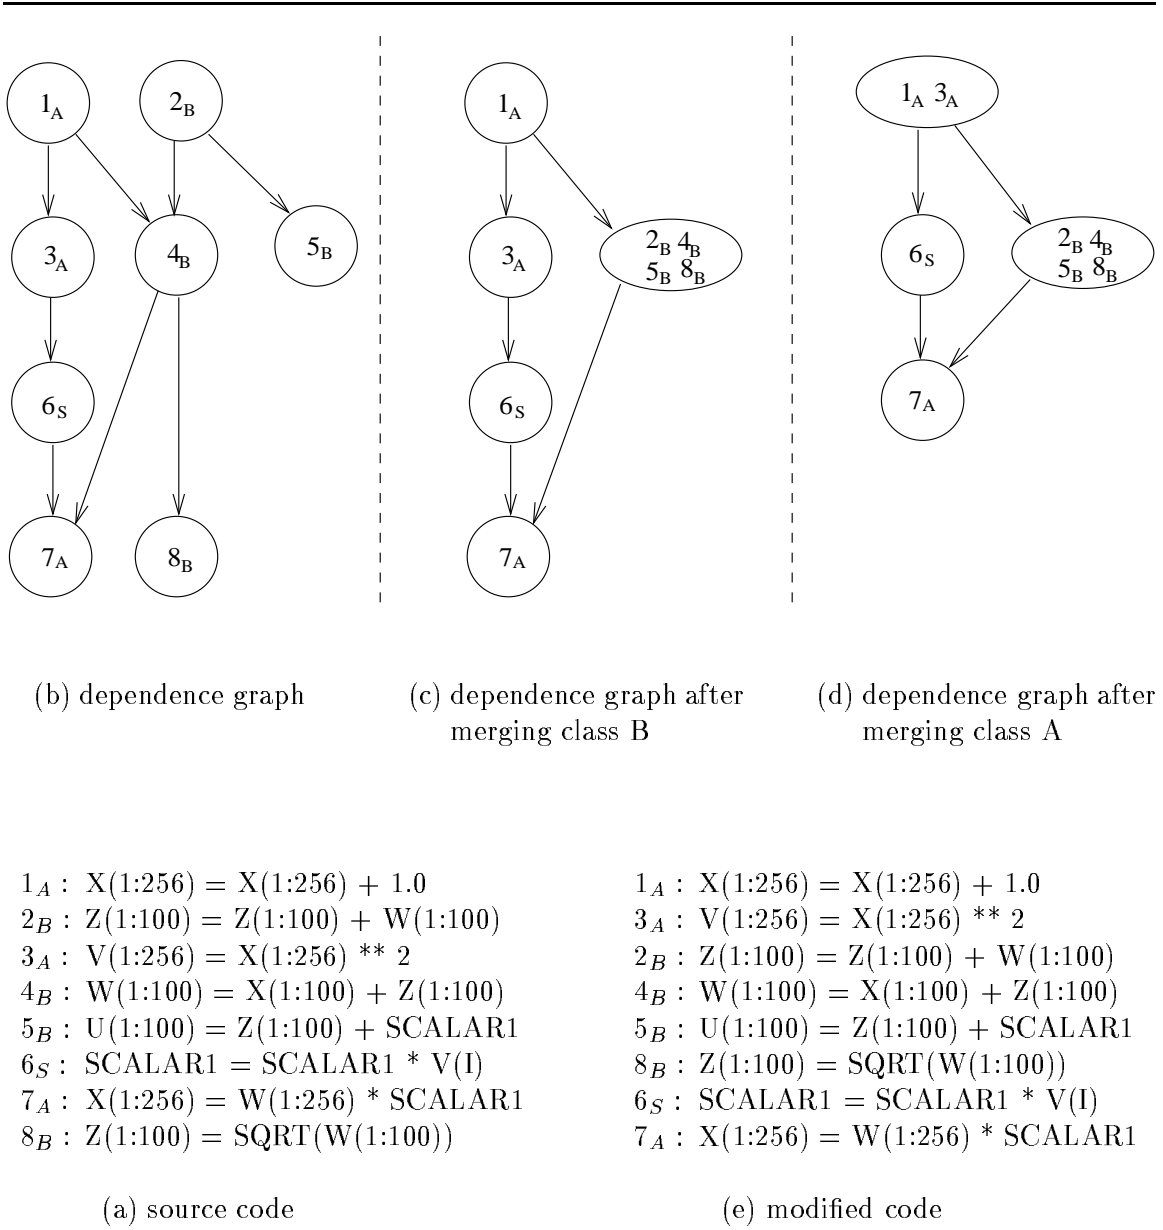 1A 2B
3A 4B 5B
6S
7A 8B
1A
3A 2B 4B
5B 8B
6S
7A
1A 3A
6S 2B 4B
5B 8B
7A
(b) dependence graph
(c) dependence graph after
merging class B
(d) dependence graph after
merging class A
1A : X(1:256) = X(1:256) + 1.0
2B : Z(1:100) = Z(1:100) + W(1:100)
3A : V(1:256) = X(1:256) ** 2
4B : W(1:100) = X(1:100) + Z(1:100)
5B : U(1:100) = Z(1:100) + SCALAR1
6S : SCALAR1 = SCALAR1 * V(I)
7A : X(1:256) = W(1:256) * SCALAR1
8B : Z(1:100) = SQRT(W(1:100))
(a) source code
1A : X(1:256) = X(1:256) + 1.0
3A : V(1:256) = X(1:256) ** 2
2B : Z(1:100) = Z(1:100) + W(1:100)
4B : W(1:100) = X(1:100) + Z(1:100)
5B : U(1:100) = Z(1:100) + SCALAR1
8B : Z(1:100) = SQRT(W(1:100))
6S : SCALAR1 = SCALAR1 * V(I)
7A : X(1:256) = W(1:256) * SCALAR1
(e) modified code